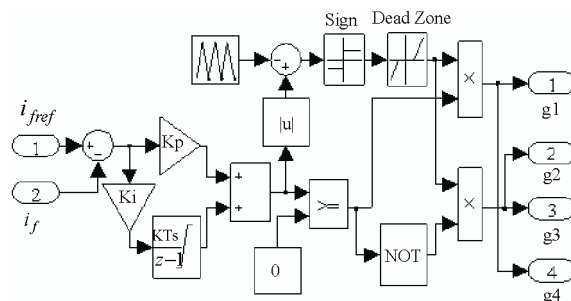 Sign
Dead Zone
-
+
×
1
g1
i_fref
1
+
-
Kp
|u|
2
g2
2
i_f
Ki
+
+
>=
×
3
g3
KTs
z-1
0
NOT
4
g4